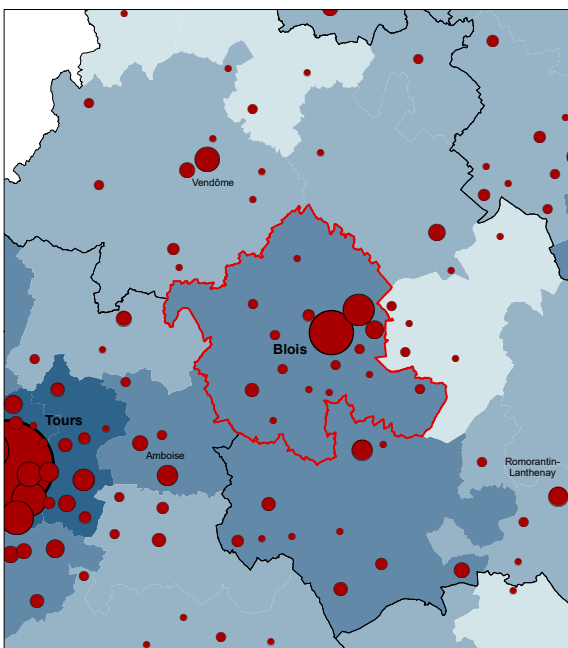 Vendôme
Blois
Tours
Amboise
Romorantin-
Lanthenay